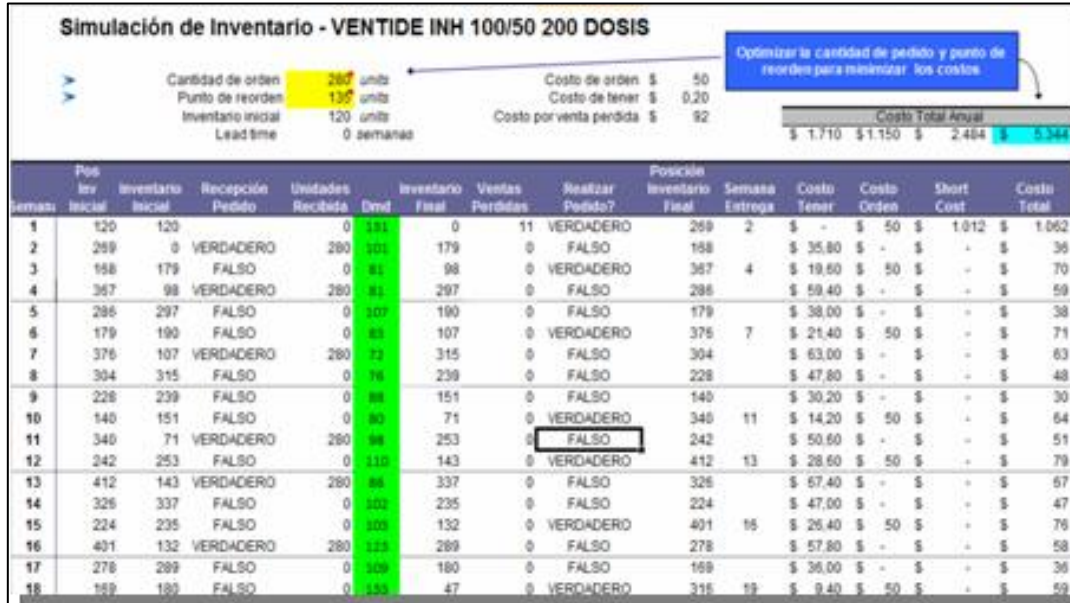 Simulación de Inventario - VENTIDE INH 100/50 200 DOSIS
Optimizar la cantidad de pedido y punto de reorden para minimizar los costos
Cantidad de orden 280 units Costo de orden $ 50
Punto de reorden 135 units Costo de tener $ 0,20
Inventario inicial 120 units Costo por venta perdida $ 92 Costo Total Anual
Lead time 0 semanas $ 1.710 $1.150 $ 2.484 $ 5.344
Semana Pos Inv Inicial Inventario Inicial Recepción Pedido Unidades Recibida Dmd Inventario Final Ventas Perdidas Realizar Pedido? Posición Inventario Final Semana Entrega Costo Tener Costo Orden Short Cost Costo Total
1 120 120 0 131 0 11 VERDADERO 269 2 $ - $ 50 $ 1.012 $ 1.062
2 269 0 VERDADERO 280 101 179 0 FALSO 168 $ 35,80 $ - $ - $ 36
3 168 179 FALSO 0 81 98 0 VERDADERO 367 4 $ 19,60 $ 50 $ - $ 70
4 367 98 VERDADERO 280 81 297 0 FALSO 286 $ 59,40 $ - $ - $ 59
5 286 297 FALSO 0 107 190 0 FALSO 179 $ 38,00 $ - $ - $ 38
6 179 190 FALSO 0 83 107 0 VERDADERO 376 7 $ 21,40 $ 50 $ - $ 71
7 376 107 VERDADERO 280 72 315 0 FALSO 304 $ 63,00 $ - $ - $ 63
8 304 315 FALSO 0 76 239 0 FALSO 228 $ 47,80 $ - $ - $ 48
9 228 239 FALSO 0 88 151 0 FALSO 140 $ 30,20 $ - $ - $ 30
10 140 151 FALSO 0 80 71 0 VERDADERO 340 11 $ 14,20 $ 50 $ - $ 64
11 340 71 VERDADERO 280 98 253 0 FALSO 242 $ 50,60 $ - $ - $ 51
12 242 253 FALSO 0 110 143 0 VERDADERO 412 13 $ 28,60 $ 50 $ - $ 79
13 412 143 VERDADERO 280 86 337 0 FALSO 326 $ 67,40 $ - $ - $ 67
14 326 337 FALSO 0 102 235 0 FALSO 224 $ 47,00 $ - $ - $ 47
15 224 235 FALSO 0 103 132 0 VERDADERO 401 16 $ 26,40 $ 50 $ - $ 76
16 401 132 VERDADERO 280 123 289 0 FALSO 278 $ 57,80 $ - $ - $ 58
17 278 289 FALSO 0 109 180 0 FALSO 169 $ 36,00 $ - $ - $ 36
18 169 180 FALSO 0 133 47 0 VERDADERO 316 19 $ 9,40 $ 50 $ - $ 59